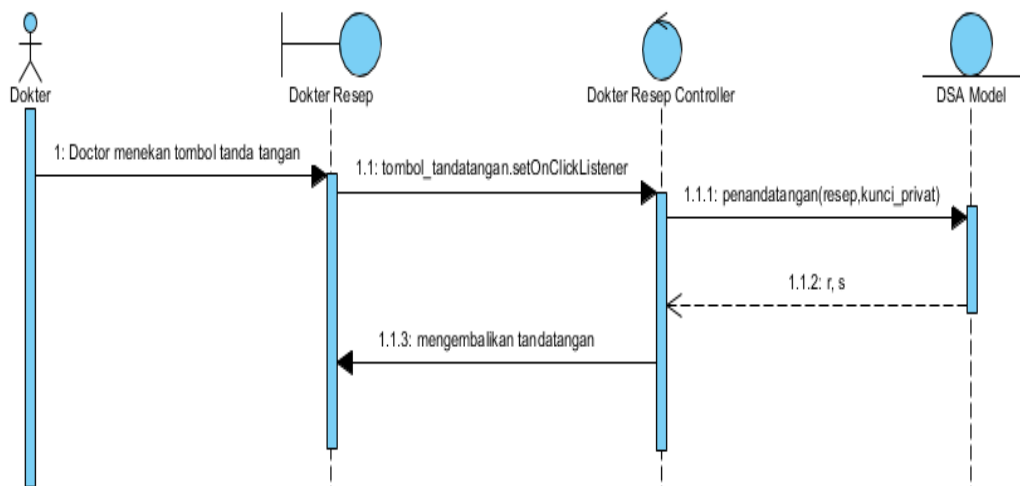 Dokter
Dokter Resep
Dokter Resep Controller
DSA Model
1: Doctor menekan tombol tanda tangan
1.1: tombol_tandatangan.setOnClickListener
1.1.1: penandatangan(resep,kunci_privat)
1.1.2: r, s
1.1.3: mengembalikan tandatangan